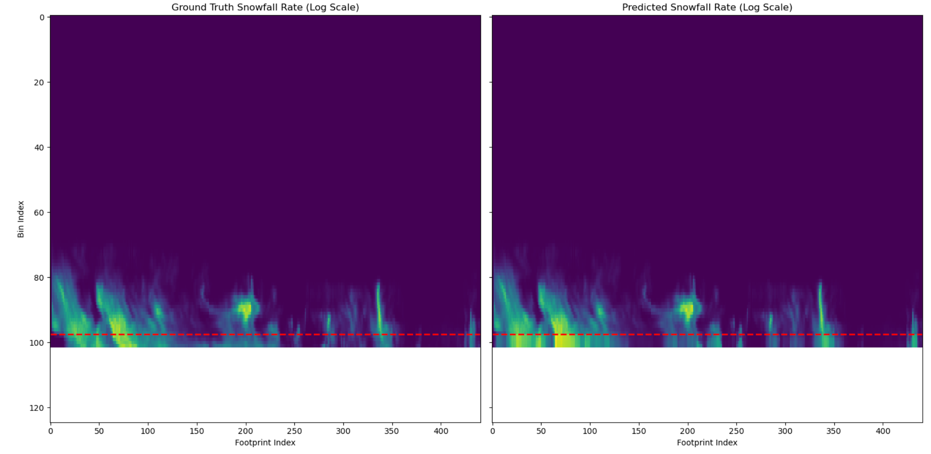 Ground Truth Snowfall Rate (Log Scale)
Predicted Snowfall Rate (Log Scale)
0
20
40
60
80
100
120
Bin Index
0 50 100 150 200 250 300 350 400
0 50 100 150 200 250 300 350 400
Footprint Index
Footprint Index